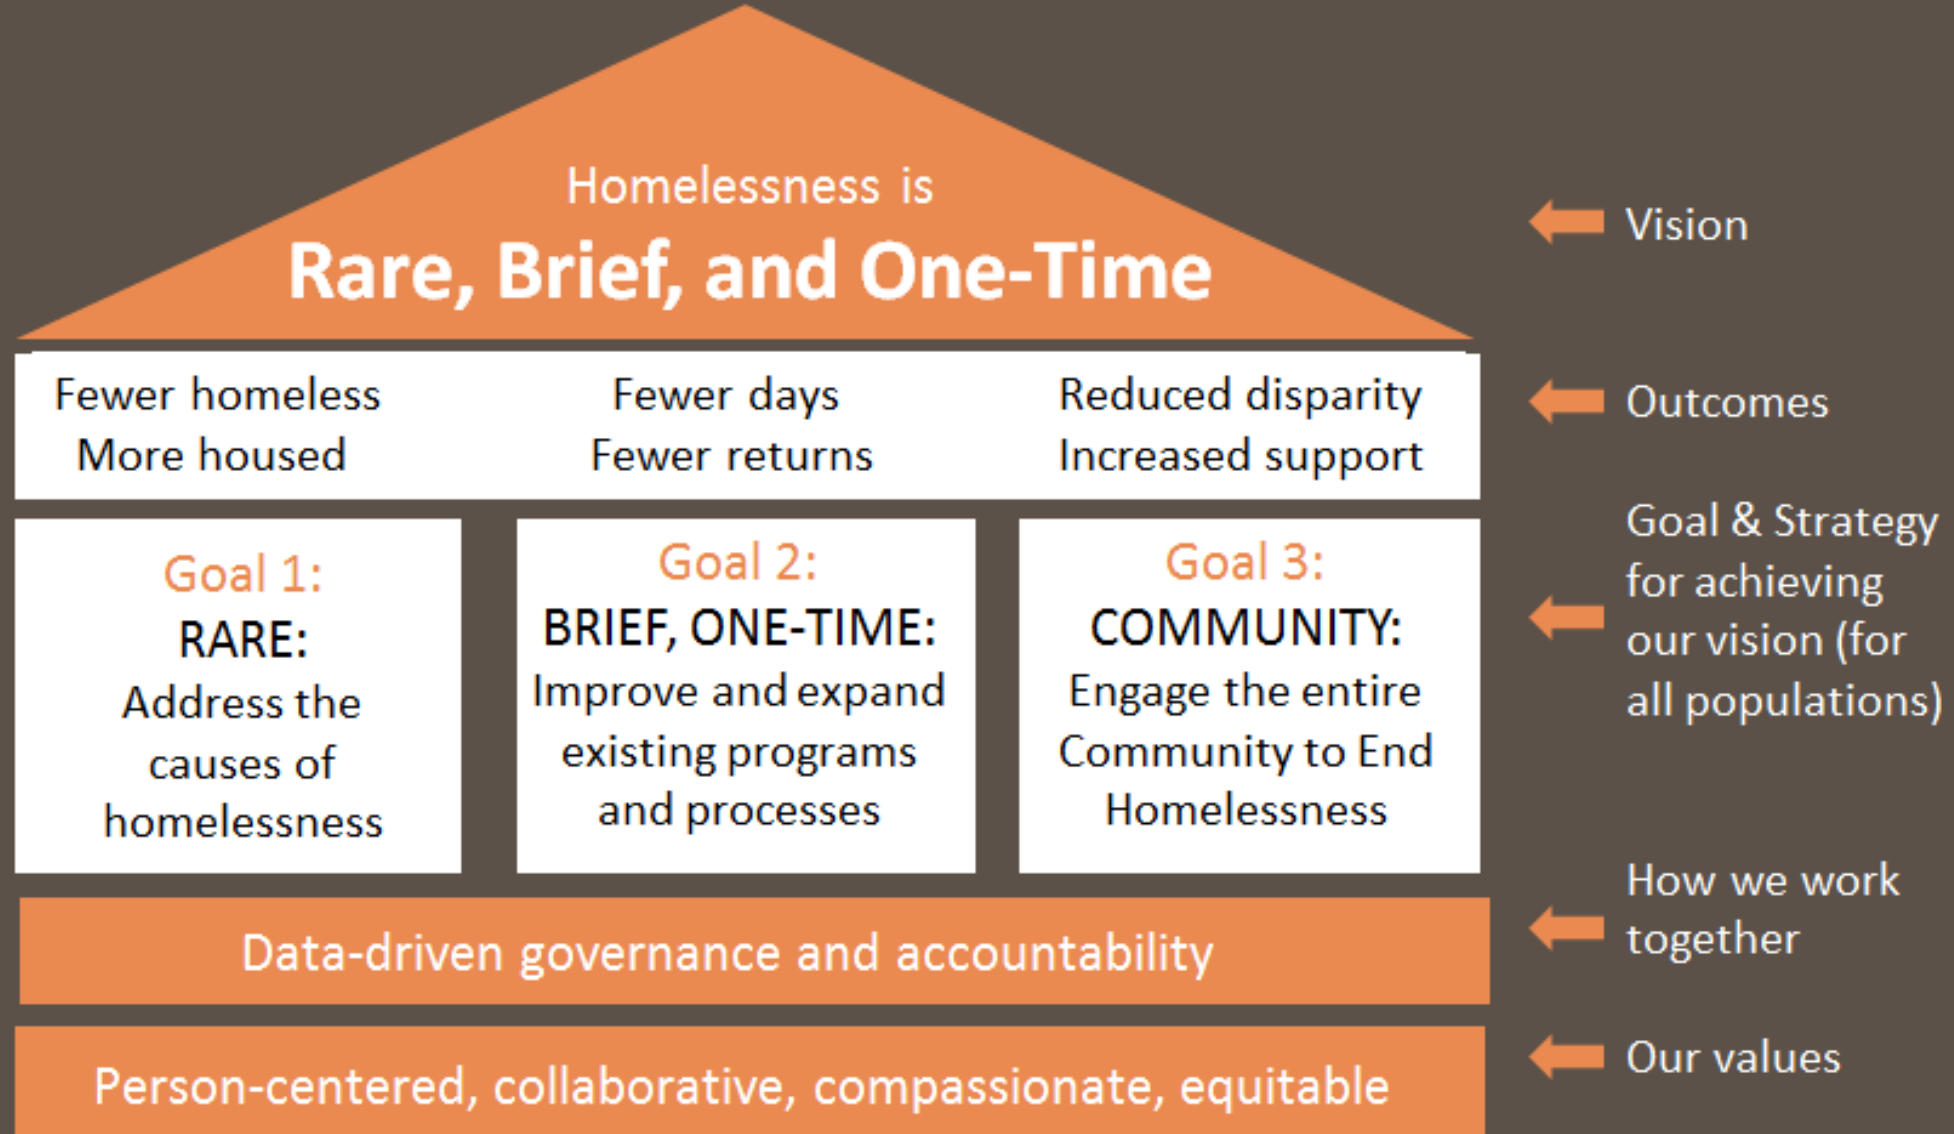 Homelessness is
Rare, Brief, and One-Time
Vision
Fewer homeless
More housed
Fewer days
Fewer returns
Reduced disparity
Increased support
Outcomes
Goal 1:
RARE:
Address the
causes of
homelessness
Goal 2:
BRIEF, ONE-TIME:
Improve and expand
existing programs
and processes
Goal 3:
COMMUNITY:
Engage the entire
Community to End
Homelessness
Goal & Strategy
for achieving
our vision (for
all populations)
Data-driven governance and accountability
How we work
together
Person-centered, collaborative, compassionate, equitable
Our values